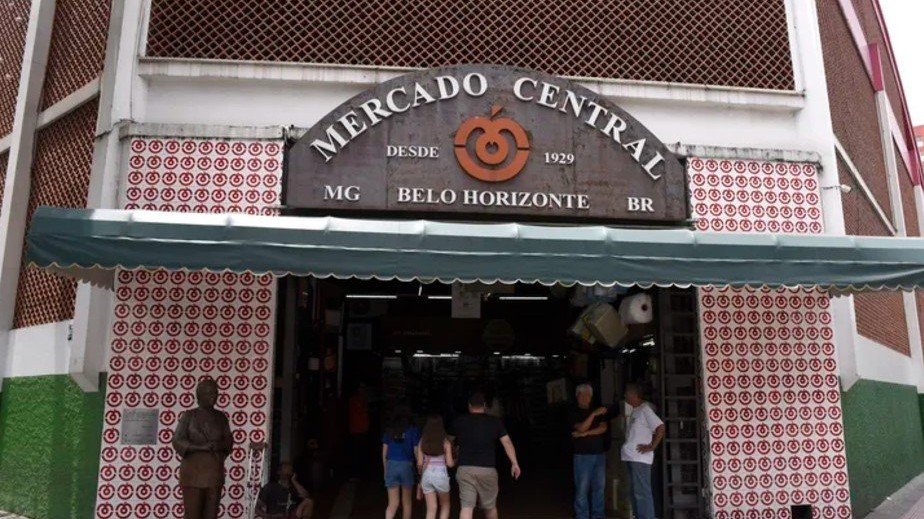 MERCADO CENTRAL
DESDE 1929
MG BELO HORIZONTE BR